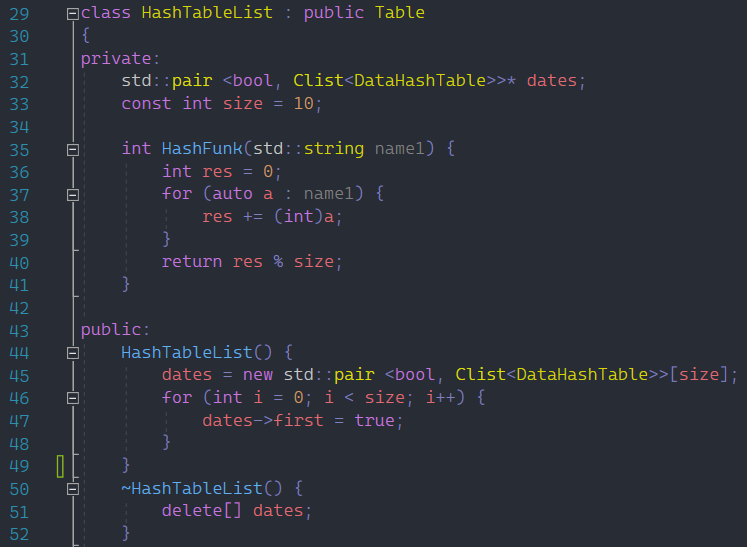 29 class HashTableList : public Table
30 {
31 private:
32 std::pair <bool, Clist<DataHashTable>>* dates;
33 const int size = 10;
34
35 int HashFunk(std::string name1) {
36 int res = 0;
37 for (auto a : name1) {
38 res += (int)a;
39 }
40 return res % size;
41 }
42
43 public:
44 HashTableList() {
45 dates = new std::pair <bool, Clist<DataHashTable>>[size];
46 for (int i = 0; i < size; i++) {
47 dates->first = true;
48 }
49 }
50 ~HashTableList() {
51 delete[] dates;
52 }